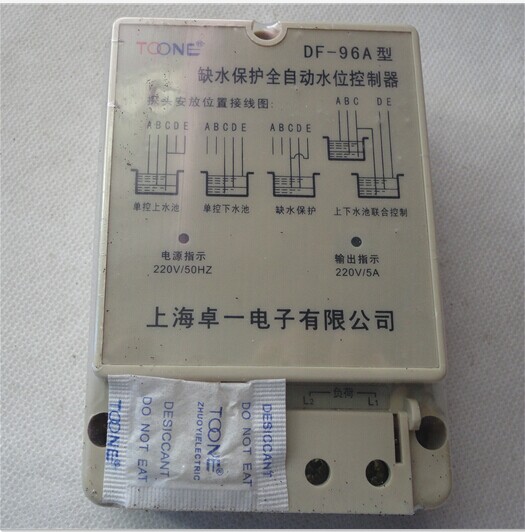 TOONE®
DF-96A型
缺水保护全自动水位控制器
探头安放位置接线图:
ABCDE ABCDE ABCDE ABC DE
单控上水池 单控下水池 缺水保护 上下水池联合控制
电源指示 输出指示
220V/50HZ 220V/5A
上海卓一电子有限公司
负荷
L2 L1
TOONE®
DO NOT EAT
DESICCANT
TOONE®
ZHUOYIELECTRIC
DO NOT EAT
DESICCANT